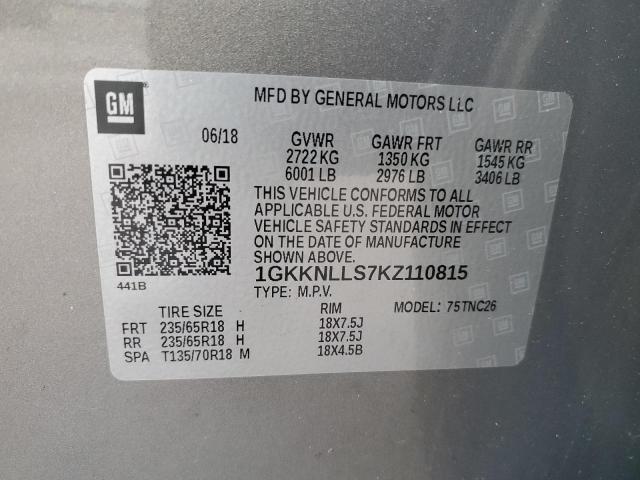 GM
MFD BY GENERAL MOTORS LLC
06/18 GVWR GAWR FRT GAWR RR
2722 KG 1350 KG 1545 KG
6001 LB 2976 LB 3406 LB
THIS VEHICLE CONFORMS TO ALL
APPLICABLE U.S. FEDERAL MOTOR
VEHICLE SAFETY STANDARDS IN EFFECT
ON THE DATE OF MANUFACTURE
SHOWN ABOVE.
1GKKNLLS7KZ110815
441B
TYPE: M.P.V. MODEL: 75TNC26
TIRE SIZE RIM
FRT 235/65R18 H 18X7.5J
RR 235/65R18 H 18X7.5J
SPA T135/70R18 M 18X4.5B